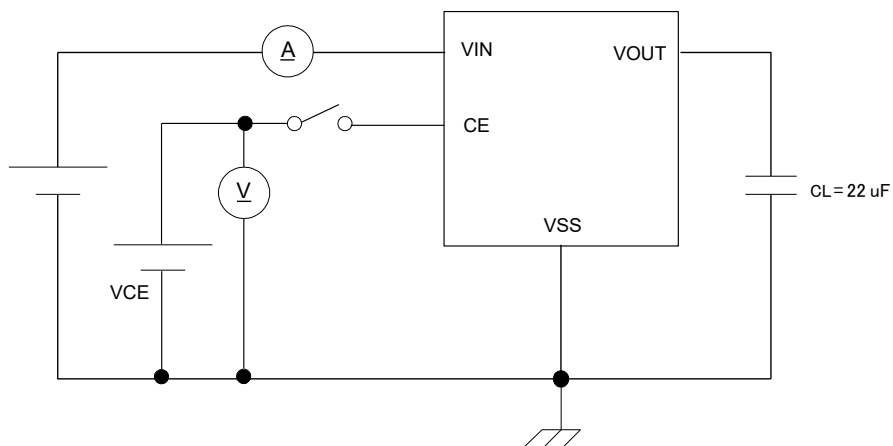 A
VIN
VOUT
CE
V
CL = 22 uF
VSS
VCE